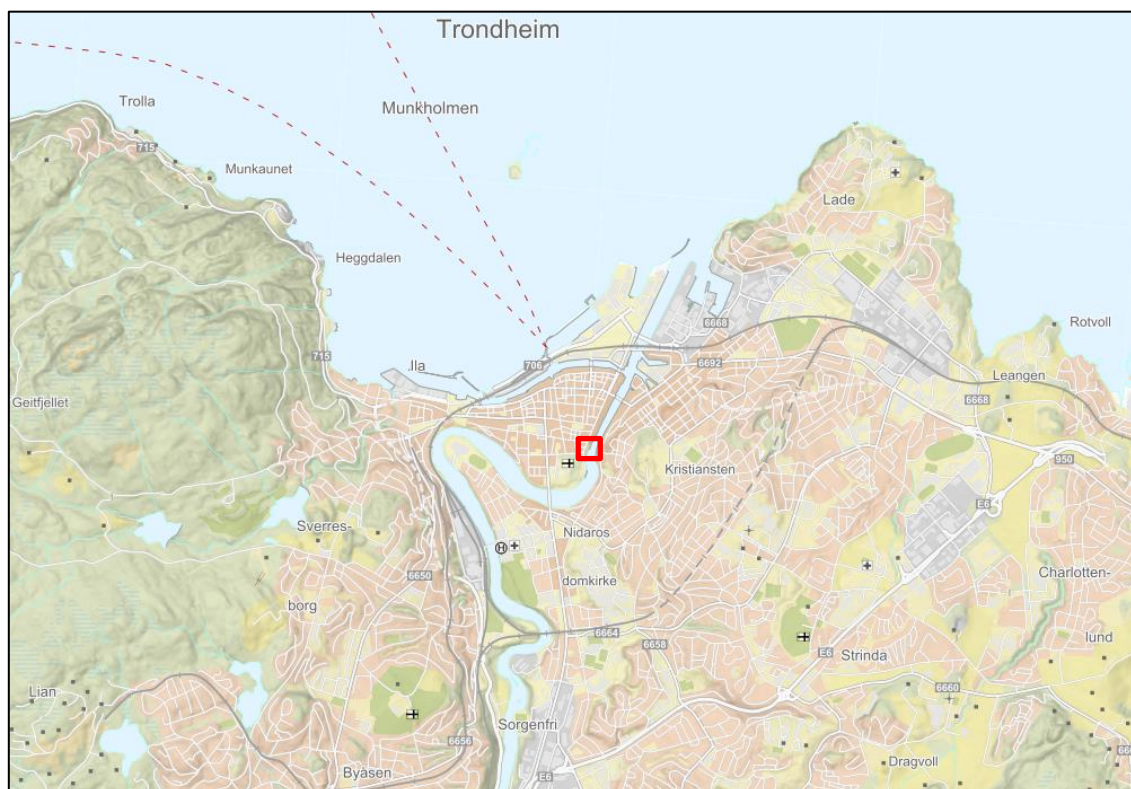 Trondheim
Trolla
Munkholmen
715
Munkaunet
Lade
Heggdalen
6668
Rotvoll
715
Ila
706
6692
Leangen
Geitfjellet
6668
Kristiansten
950
E6
Sverres-
Nidaros
H
6650
domkirke
Charlotten-
borg
6664
6658
lund
E6
Strinda
Lian
6660
Sorgenfri
6656
Byåsen
E6
Dragvoll